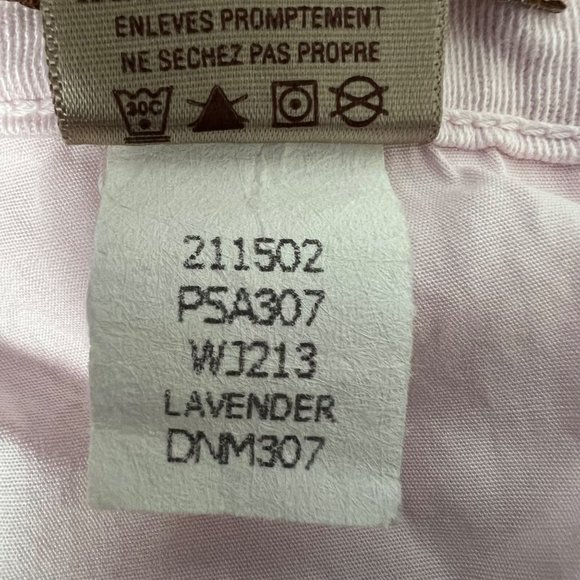 ENLEVES PROMPTEMENT
NE SECHEZ PAS PROPRE
30C
211502
PSA307
WJ213
LAVENDER
DNM307